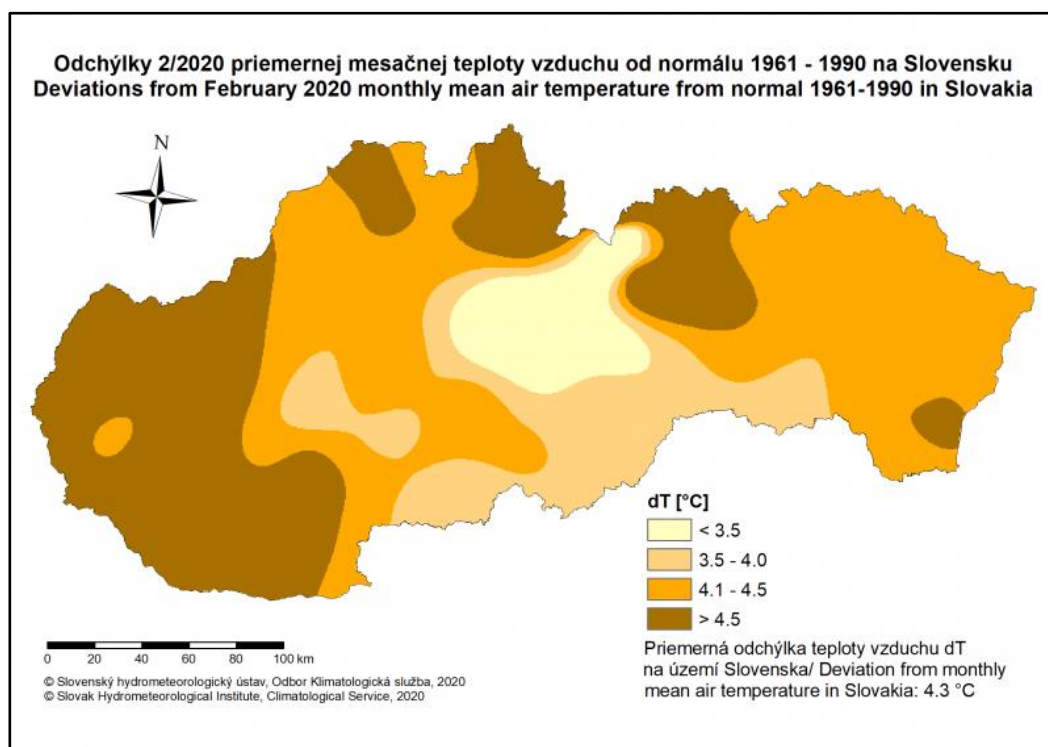 Odchýlky 2/2020 priemernej mesačnej teploty vzduchu od normálu 1961 - 1990 na Slovensku
Deviations from February 2020 monthly mean air temperature from normal 1961-1990 in Slovakia
N
dT [°C]
< 3.5
3.5 - 4.0
4.1 - 4.5
> 4.5
0 20 40 60 80 100 km
Priemerná odchýlka teploty vzduchu dT
na území Slovenska/ Deviation from monthly
mean air temperature in Slovakia: 4.3 °C
© Slovenský hydrometeorologický ústav, Odbor Klimatologická služba, 2020
© Slovak Hydrometeorological Institute, Climatological Service, 2020